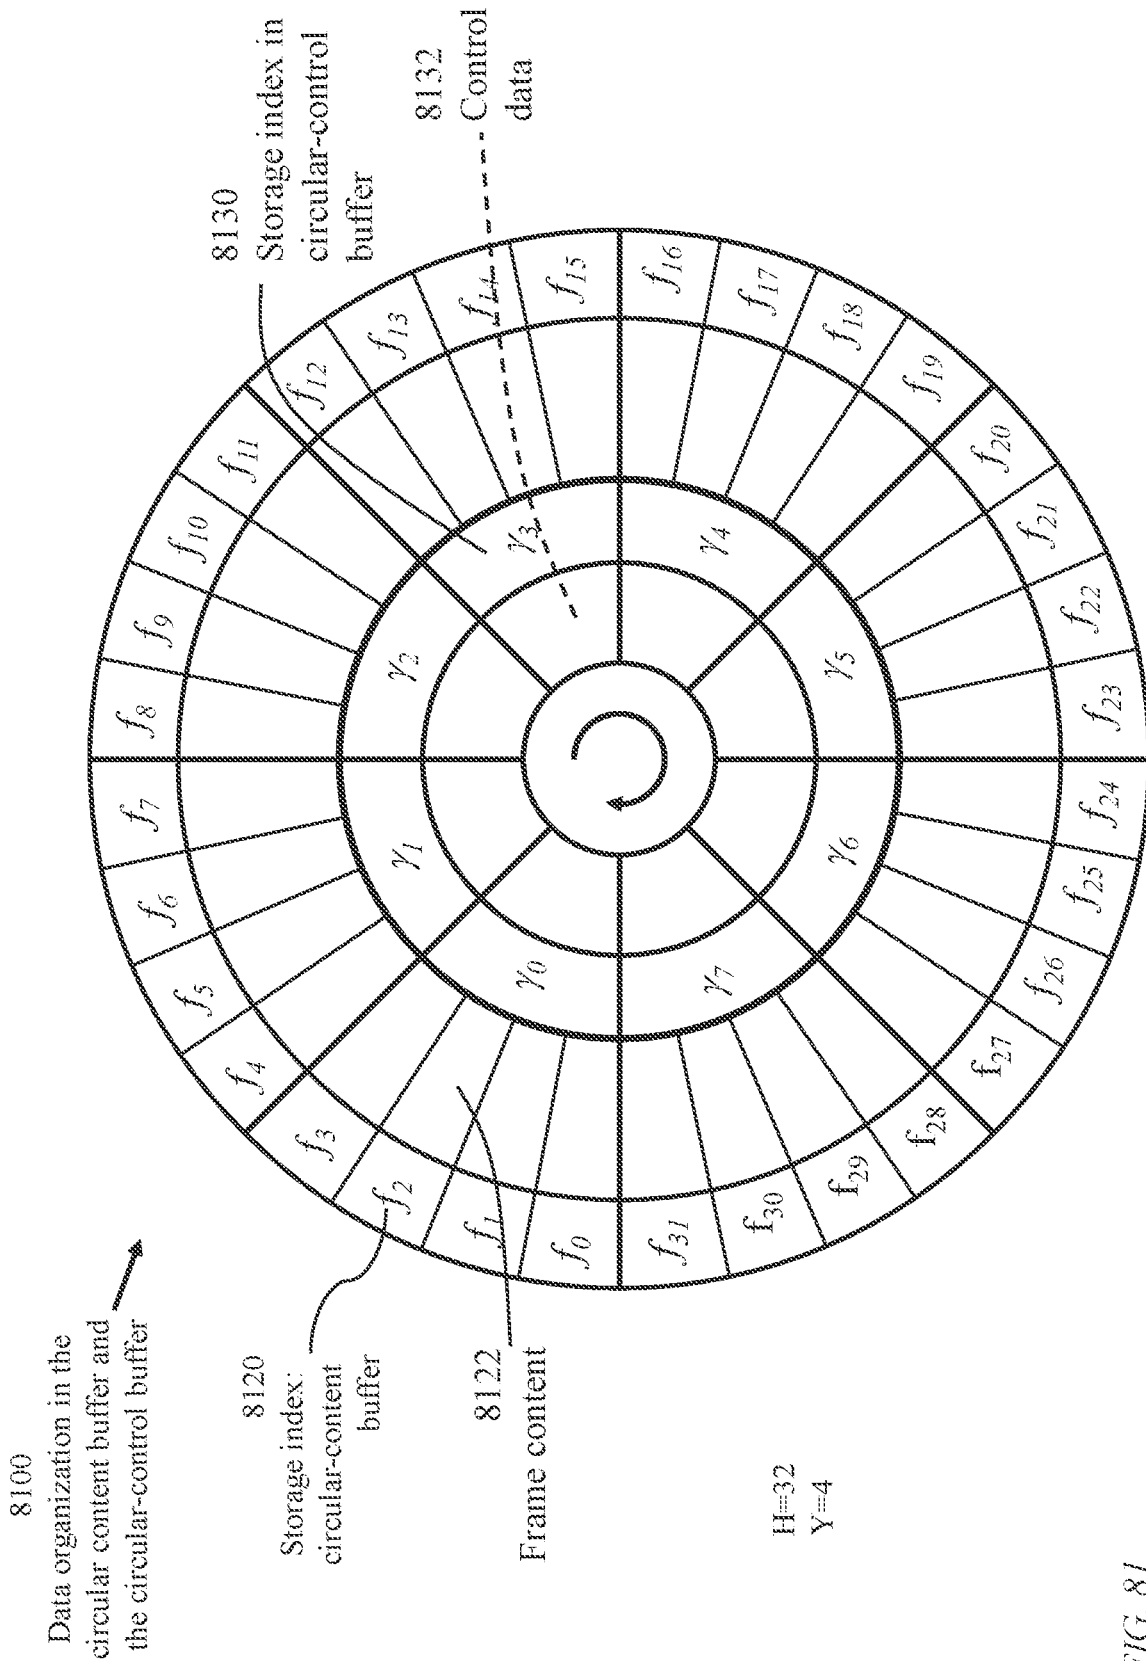 8100
Data organization in the
circular content buffer and
the circular-control buffer
8120
Storage index:
circular-content
buffer
8122
Frame content
H=32
Y=4
8130
Storage index in
circular-control
buffer
8132
Control
data
f0
f1
f2
f3
f4
f5
f6
f7
f8
f9
f10
f11
f12
f13
f14
f15
f16
f17
f18
f19
f20
f21
f22
f23
f24
f25
f26
f27
f28
f29
f30
f31
γ0
γ1
γ2
γ3
γ4
γ5
γ6
γ7
FIG. 81